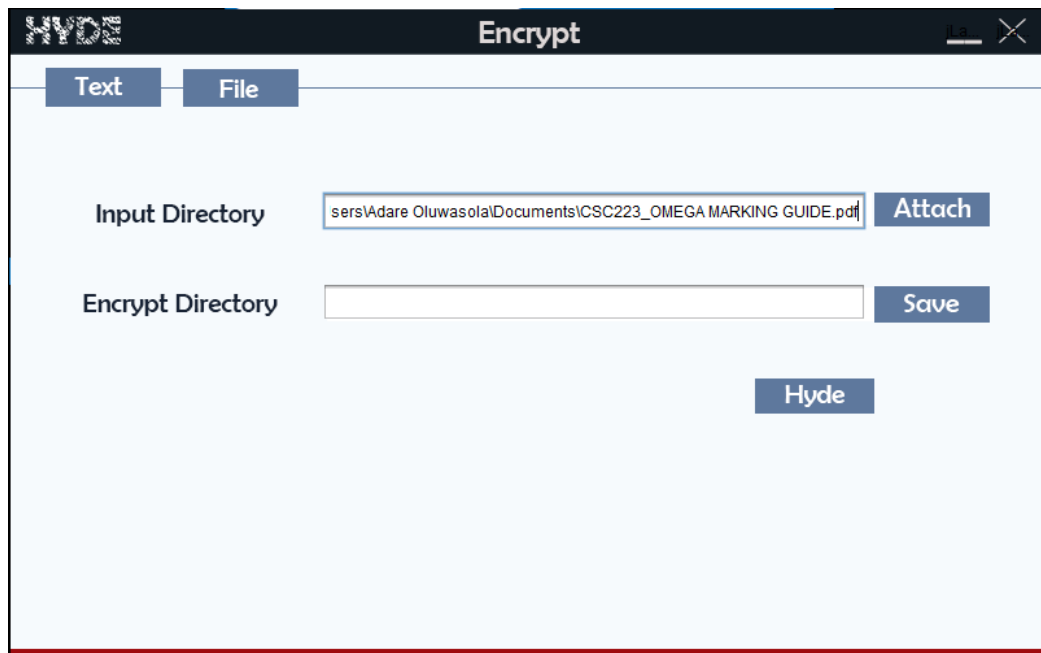 HYDE
Encrypt
Text
File
Input Directory
sers\Adare Oluwasola\Documents\CSC223_OMEGA MARKING GUIDE.pdf
Attach
Encrypt Directory
Save
Hyde